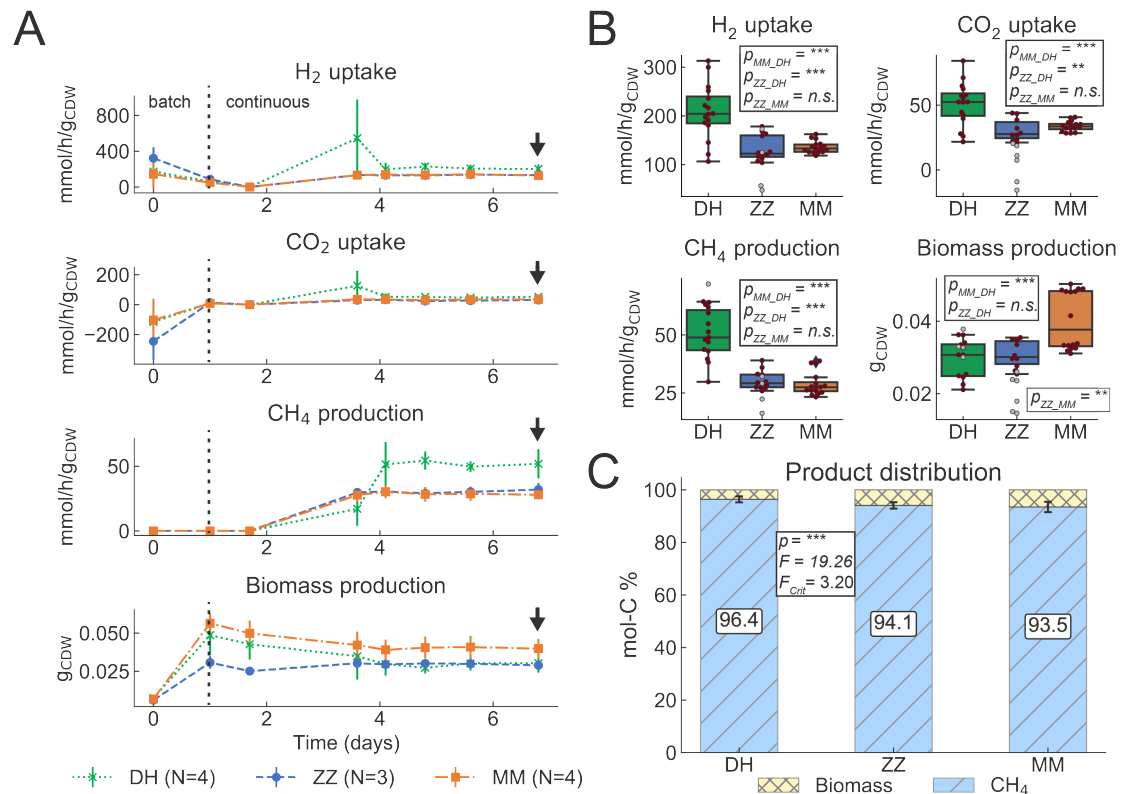 A
H₂ uptake
batch
continuous
mmol/h/gCDW
800
400
0
0
2
4
6
CO₂ uptake
mmol/h/gCDW
200
0
−200
CH₄ production
mmol/h/gCDW
50
0
0
2
4
6
Biomass production
gCDW
0.050
0.025
0
2
4
6
Time (days)
DH (N=4)
ZZ (N=3)
MM (N=4)
B
H₂ uptake
mmol/h/gCDW
300
200
100
pMM_DH = ***
pZZ_DH = ***
pZZ_MM = n.s.
DH
ZZ
MM
CO₂ uptake
mmol/h/gCDW
50
0
pMM_DH = ***
pZZ_DH = **
pZZ_MM = n.s.
DH
ZZ
MM
CH₄ production
mmol/h/gCDW
50
25
pMM_DH = ***
pZZ_DH = ***
pZZ_MM = n.s.
DH
ZZ
MM
Biomass production
gCDW
0.04
0.02
pMM_DH = ***
pZZ_DH = n.s.
pZZ_MM = **
DH
ZZ
MM
C
Product distribution
mol-C %
100
80
60
40
20
0
p = ***
F = 19.26
FCrit = 3.20
96.4
94.1
93.5
DH
ZZ
MM
Biomass
CH₄